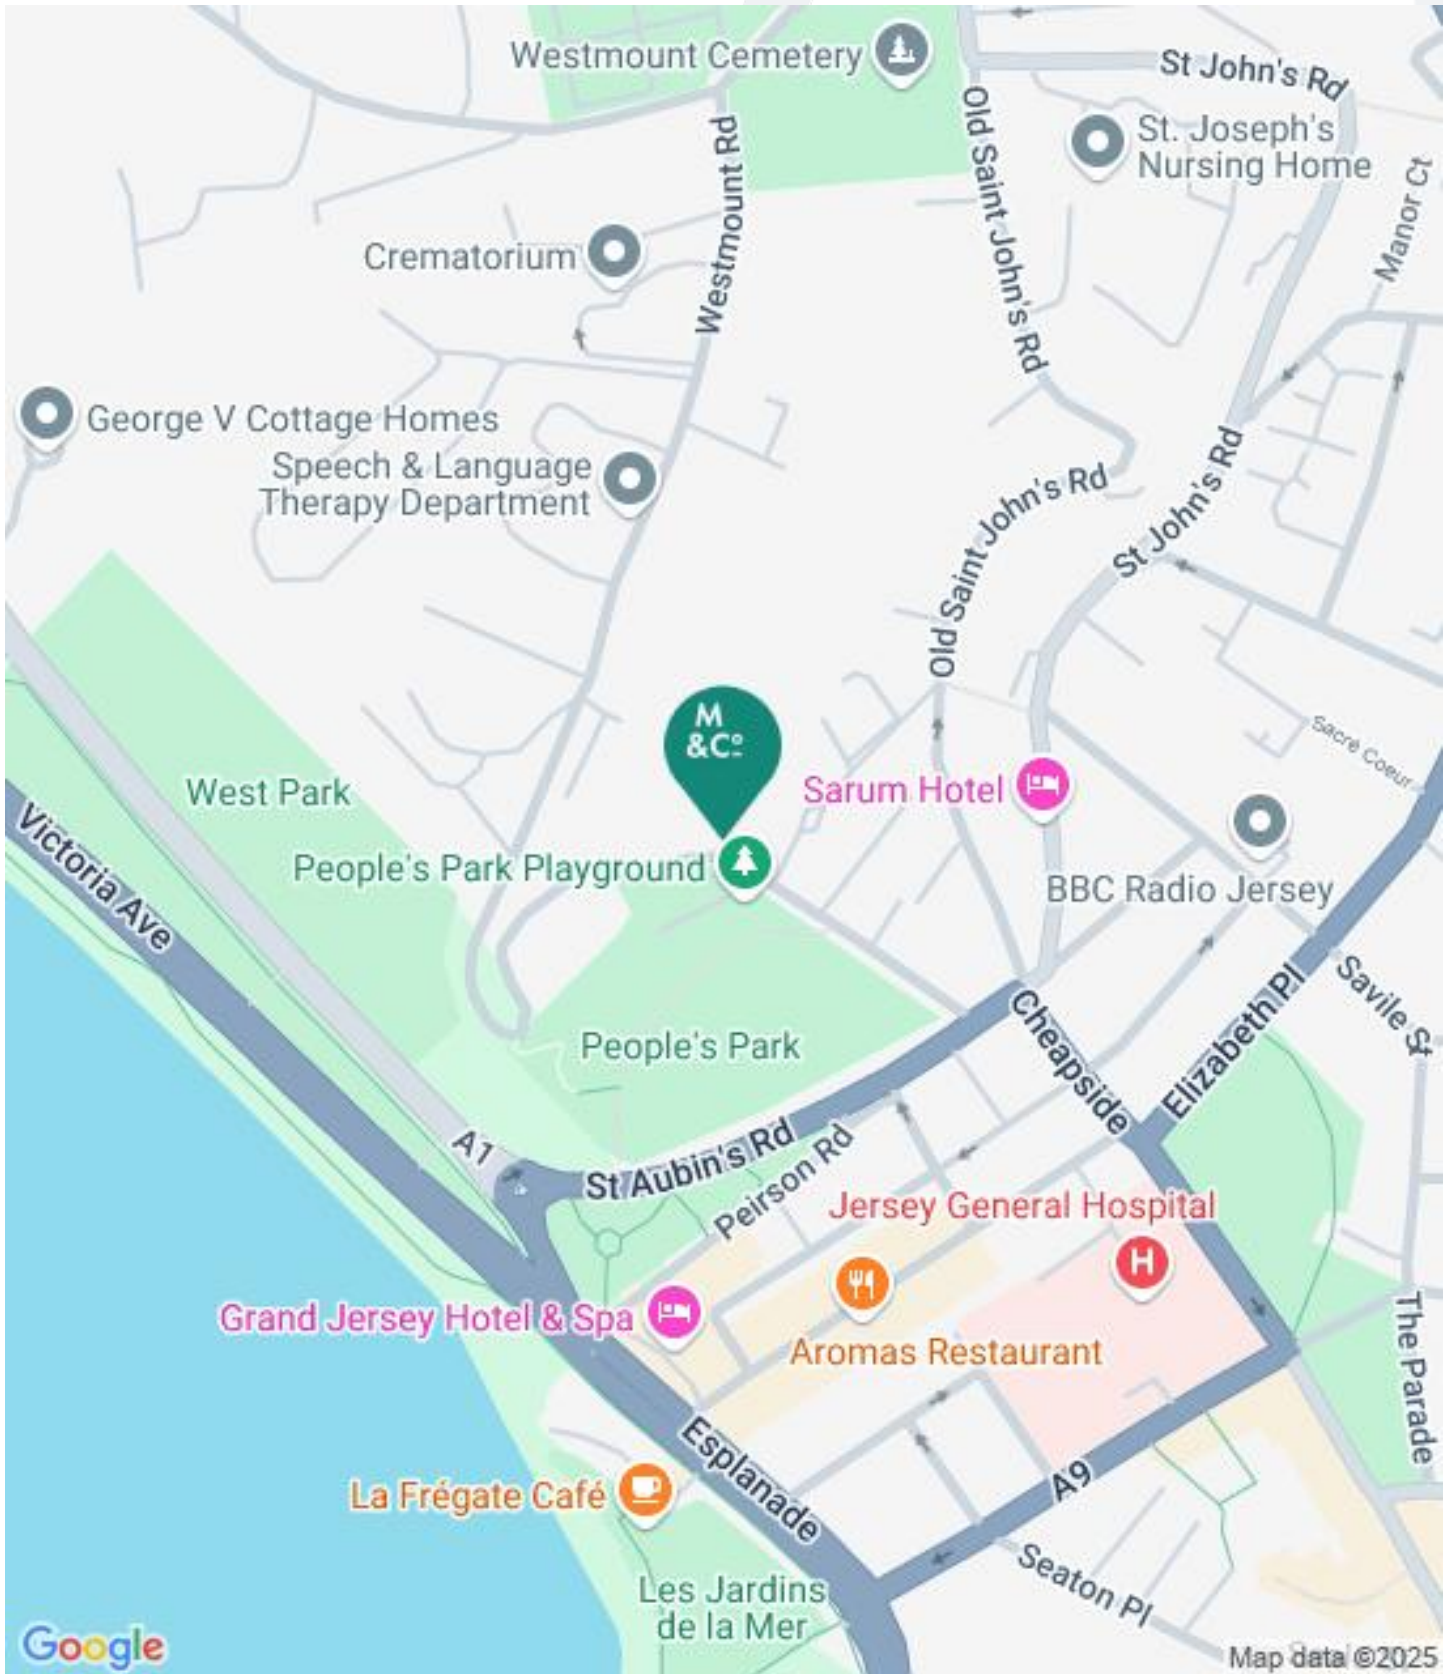 Westmount Cemetery
St John's Rd
St. Joseph's
Nursing Home
Old Saint John's Rd
Westmount Rd
Manor Ct
Crematorium
George V Cottage Homes
Speech & Language
Therapy Department
Old Saint John's Rd
St John's Rd
M
&Co
Sacré Coeur
West Park
Sarum Hotel
Victoria Ave
People's Park Playground
BBC Radio Jersey
Savile St
Elizabeth Pl
Cheapside
People's Park
A1
St Aubin's Rd
Peirson Rd
Jersey General Hospital
H
Grand Jersey Hotel & Spa
Aromas Restaurant
The Parade
Esplanade
La Frégate Café
A9
Seaton Pl
Les Jardins
de la Mer
Google
Map data ©2025